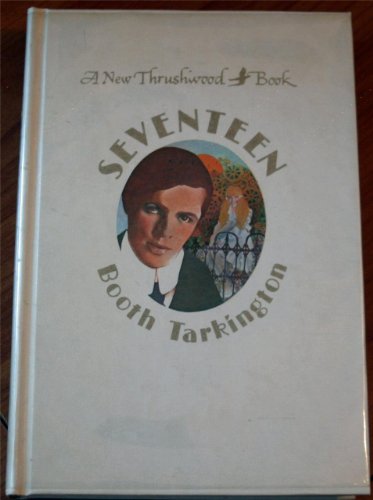 A New Thrushwood Book
SEVENTEEN
Booth Tarkington